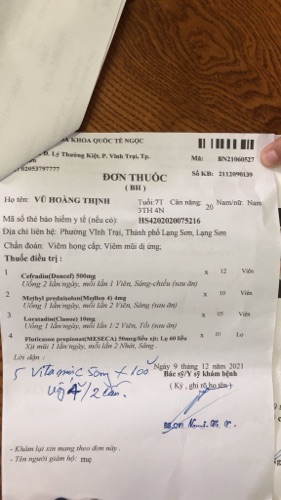 A KHOA QUỐC TẾ NGỌC
Đ. Lý Thường Kiệt, P. Vĩnh Trại, Tp.
02053797777
Mã: BN21060527
Số KB: 2112090139
ĐƠN THUỐC
( BH )
Họ tên: VŨ HOÀNG THỊNH Tuổi:7T 3TH 4N Cân nặng: 20 Nam/nữ: Nam
Mã số thẻ bảo hiểm y tế (nếu có): HS4202020075216
Địa chỉ liên hệ: Phường Vĩnh Trại, Thành phố Lạng Sơn, Lạng Sơn
Chẩn đoán: Viêm họng cấp, Viêm mũi dị ứng;
Thuốc điều trị:
1 Cefradin(Doncef) 500mg x 12 Viên
Uống 2 lần/ngày, mỗi lần 1 Viên, Sáng-chiều (sau ăn)
2 Methyl prednisolon(Medlon 4) 4mg x 10 Viên
Uống 1 lần/ngày, mỗi lần 2 Viên, Sáng (sau ăn)
3 Loratadin(Clanoz) 10mg x 05 Viên
Uống 1 lần/ngày, mỗi lần 1/2 Viên, Tối (sau ăn)
4 Fluticason propionat(MESECA) 50mcg/liều xịt; Lọ 60 liều x 01 Lọ
Xịt mũi 1 lần/ngày, mỗi lần 2 Nhát, Sáng .
Lời dặn :
5 Vitamin c
/2 lần.
Ngày 9 tháng 12 năm 2021
Bác sỹ/Y sỹ khám bệnh
( Ký , ghi rõ họ tên )
- Khám lại xin mang theo đơn này .
- Tên người giám hộ: mẹ